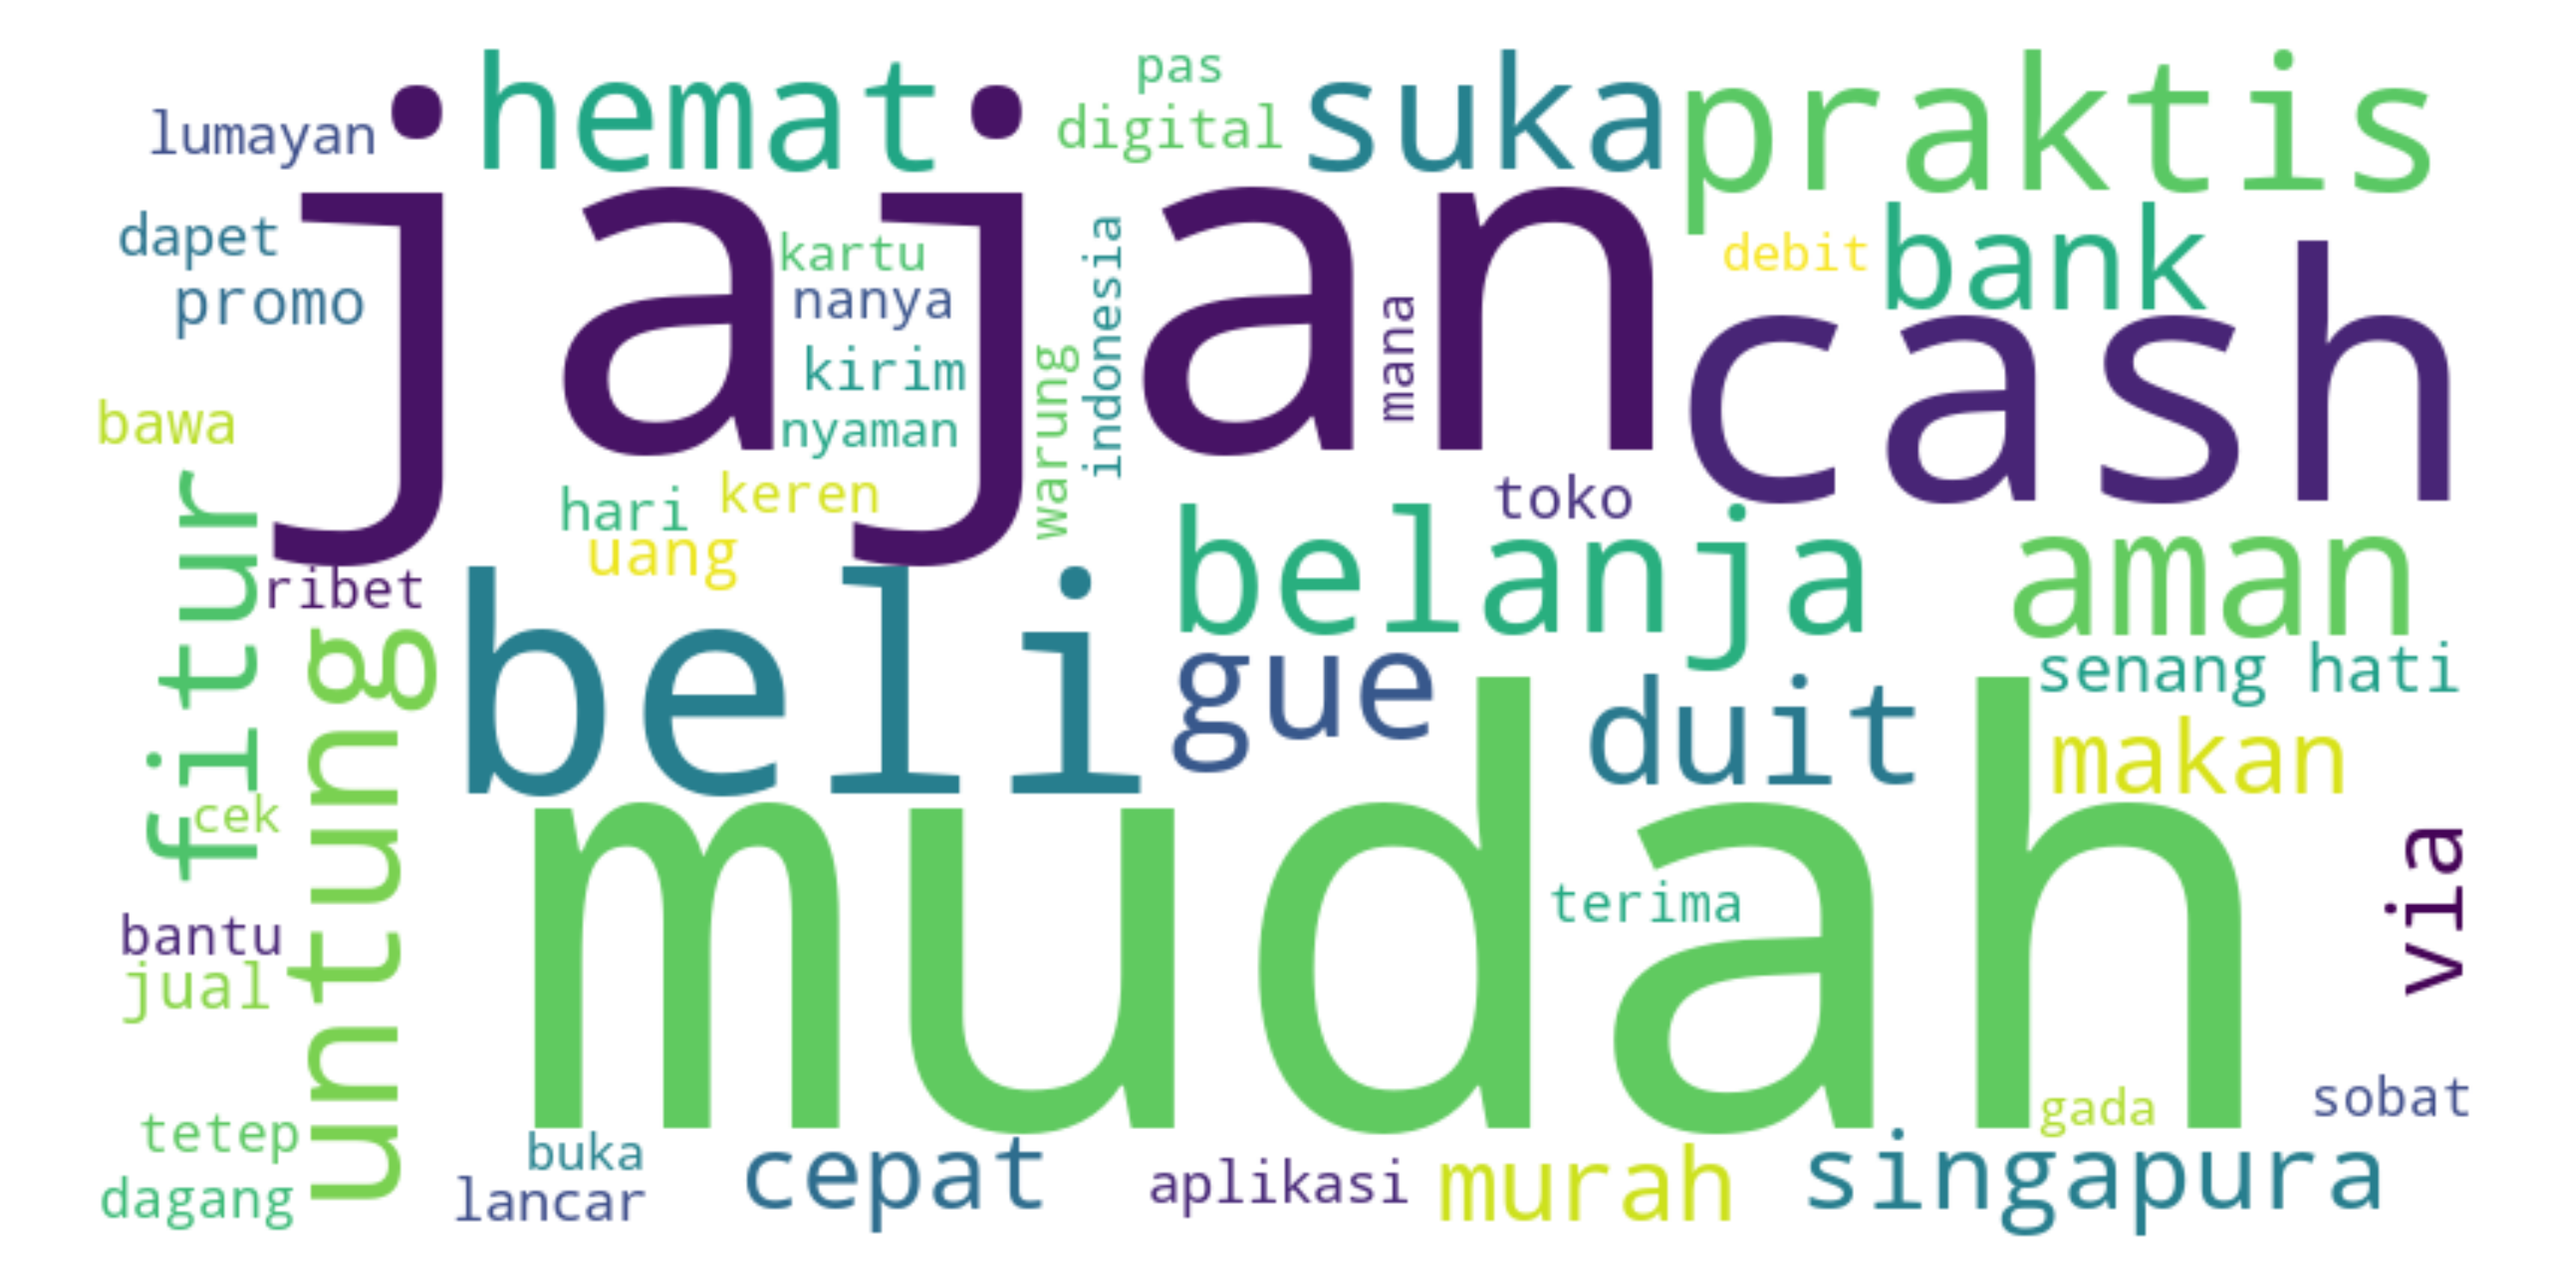 pas
lumayan
hemat
digital
suka
praktis
dapet
promo
jajan
kartu
nanya
kirim
nyaman
warung
indonesia
mana
debit
bank
cash
bawa
fitur
hari
keren
uang
toko
ribet
untung
beli
belanja
aman
gue
duit
senang hati
makan
cek
mudah
terima
via
bantu
jual
gada
sobat
tetep
dagang
buka
lancar
cepat
aplikasi
murah
singapura